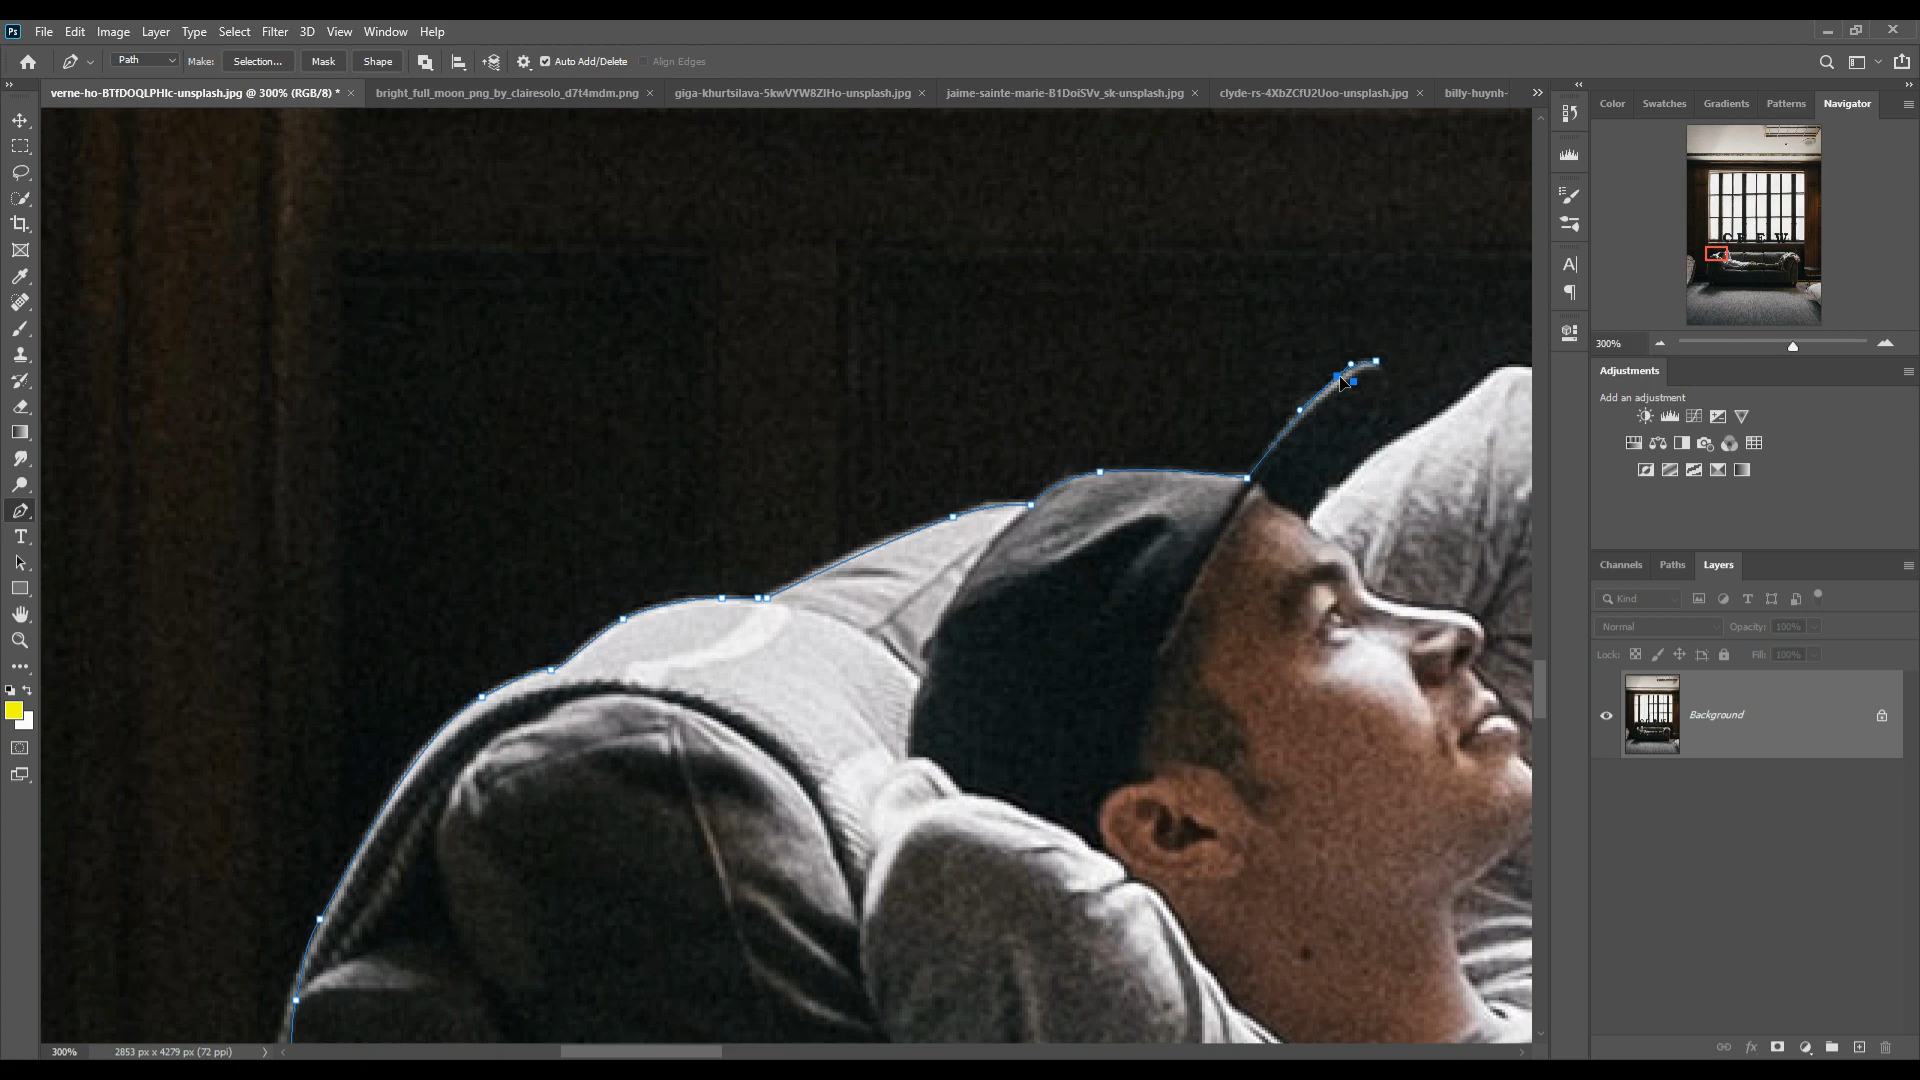 Ps File Edit Image Layer Type Select Filter 3D View Window Help
Path Make: Selection... Mask Shape Auto Add/Delete Align Edges
verne-ho-BTfDOQLPHIc-unsplash.jpg @ 300% (RGB/8) * bright_full_moon_png_by_clairesolo_d7t4mdm.png giga-khurtsilava-5kwVYW8ZIHo-unsplash.jpg jaime-sainte-marie-B1DoiSVv_sk-unsplash.jpg clyde-rs-4XbZCfU2Uoo-unsplash.jpg billy-huynh-
Color Swatches Gradients Patterns Navigator
CREW
300%
Adjustments
Add an adjustment
Channels Paths Layers
Kind
Normal Opacity: 100%
Lock: Fill: 100%
Background
300% 2853 px x 4279 px (72 ppi)